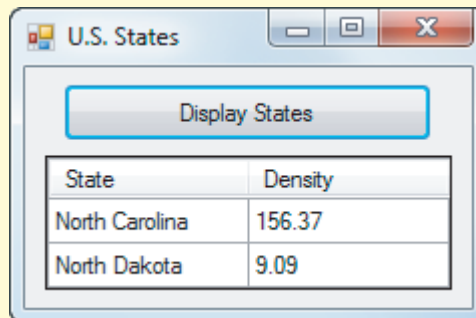 U.S. States
Display States
State Density
North Carolina 156.37
North Dakota 9.09